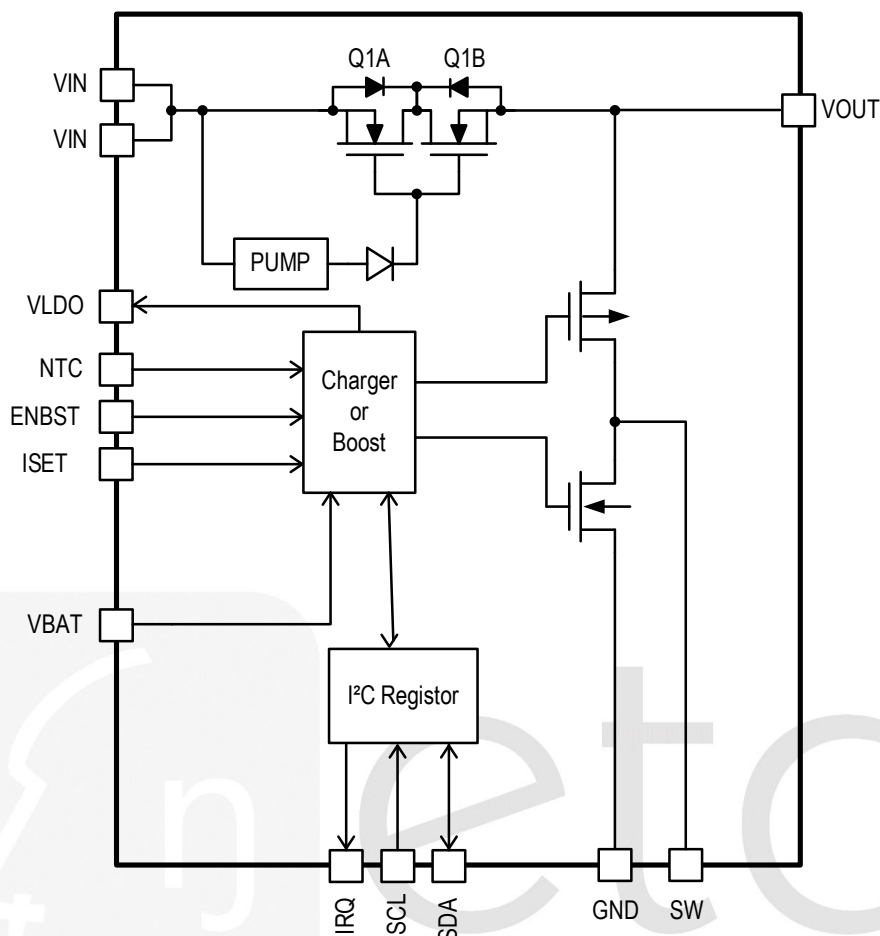 Q1A Q1B
VIN
VIN
VOUT
PUMP
VLDO
NTC
ENBST
ISET
Charger
or
Boost
VBAT
I²C Registor
IRQ
SCL
SDA
GND
SW
etc